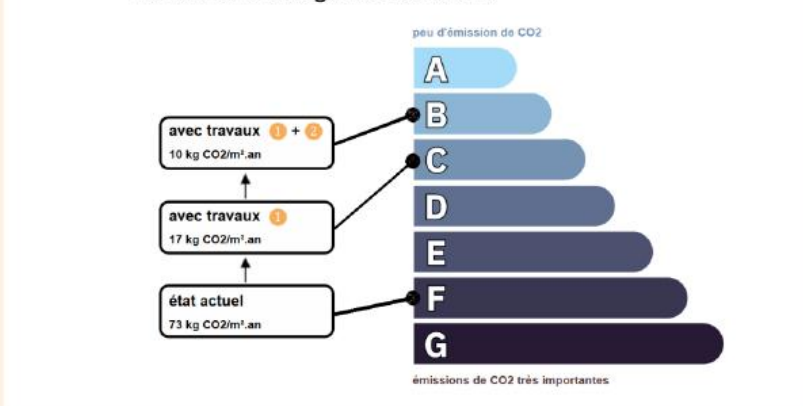 peu d'émission de CO2
A
B
C
D
E
F
G
émissions de CO2 très importantes
avec travaux 1 + 2
10 kg CO2/m².an
avec travaux 1
17 kg CO2/m².an
état actuel
73 kg CO2/m².an